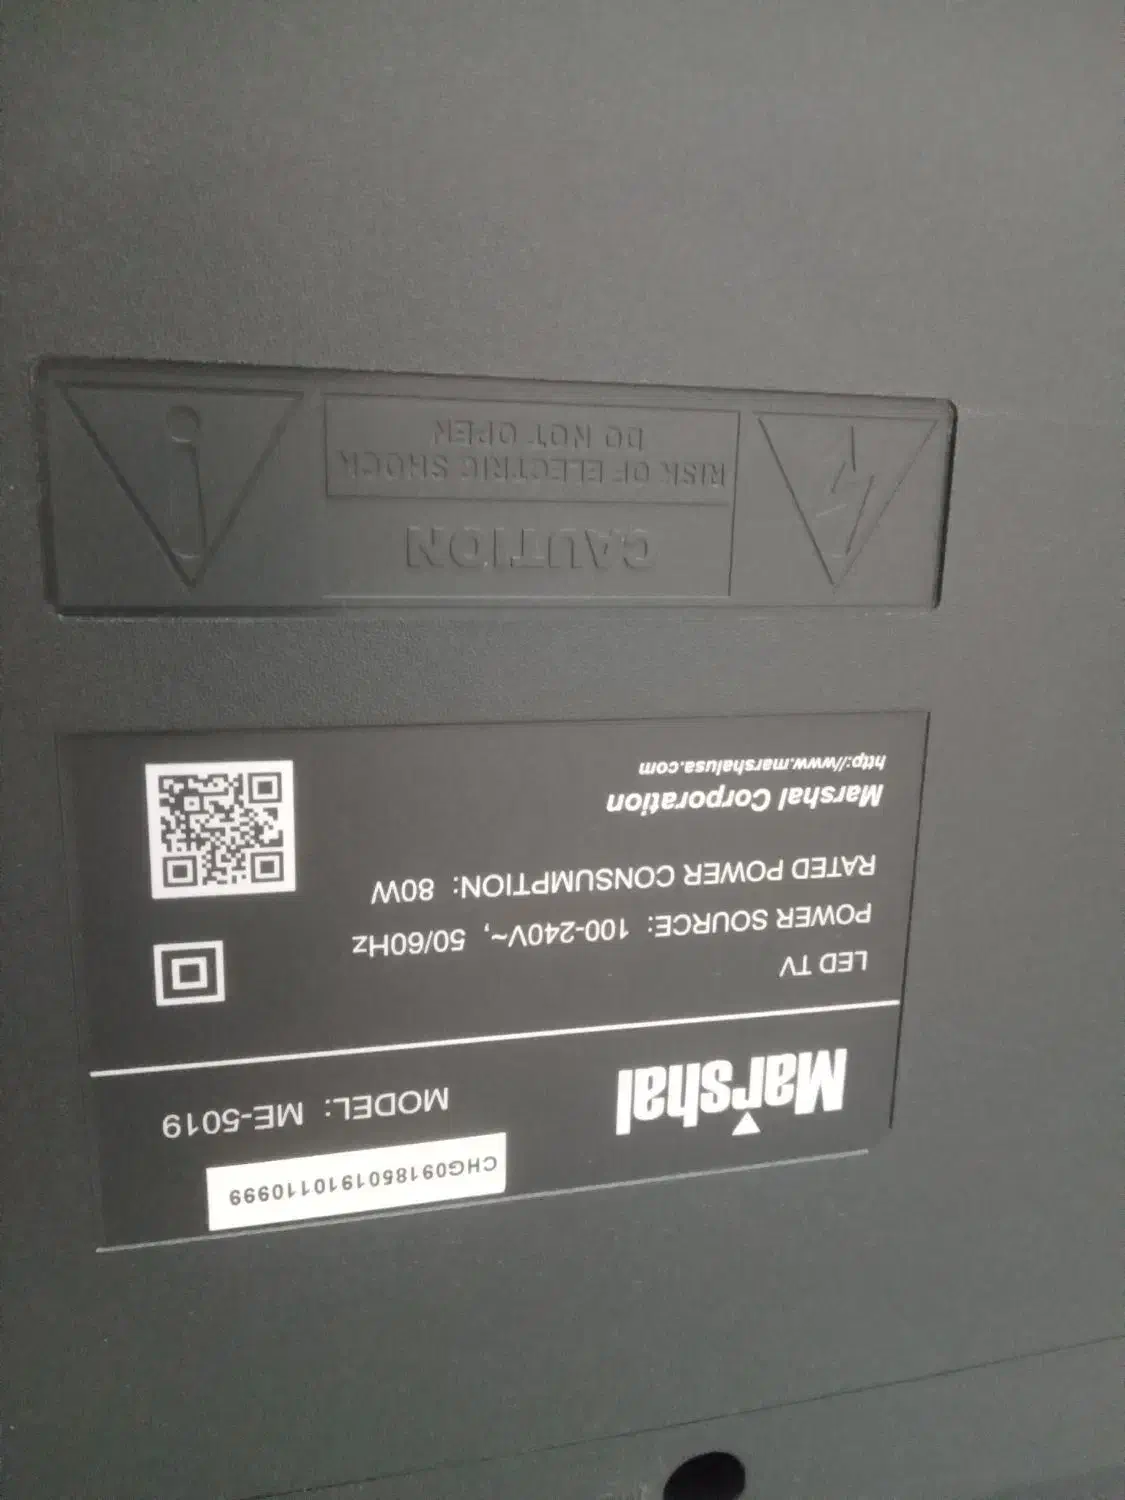 CHG0918501910110999
Marshal
MODEL: ME-5019
LED TV
POWER SOURCE: 100-240V~, 50/60Hz
RATED POWER CONSUMPTION: 80W
Marshal Corporation
http://www.marshalusa.com
CAUTION
RISK OF ELECTRIC SHOCK
DO NOT OPEN